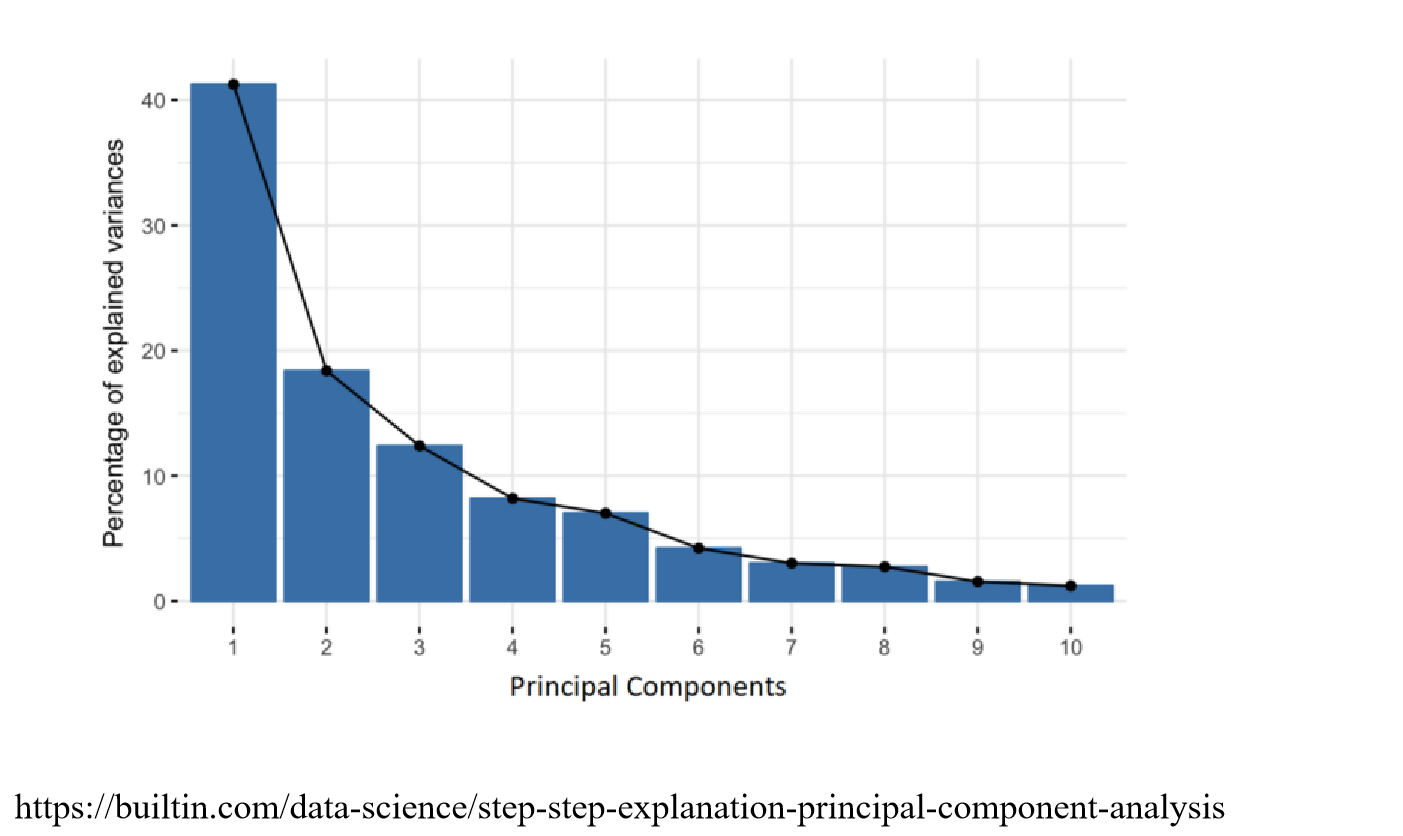 Percentage of explained variances
40
30
20
10
0
1 2 3 4 5 6 7 8 9 10
Principal Components
https://builtin.com/data-science/step-step-explanation-principal-component-analysis